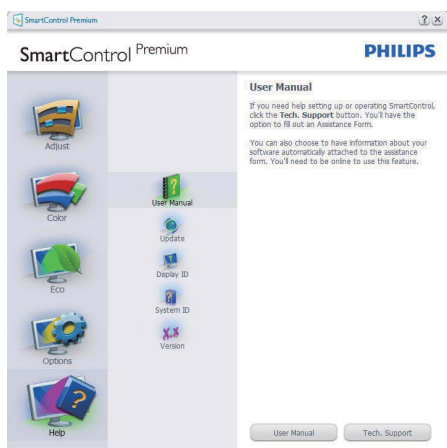 SmartControl Premium
SmartControl Premium
PHILIPS
Adjust
Color
Eco
Options
Help
User Manual
Update
Display ID
System ID
X.X
Version
User Manual
If you need help setting up or operating SmartControl,
click the Tech. Support button. You'll have the
option to fill out an Assistance Form.
You can also choose to have information about your
software automatically attached to the assistance
form. You'll need to be online to use this feature.
User Manual
Tech. Support